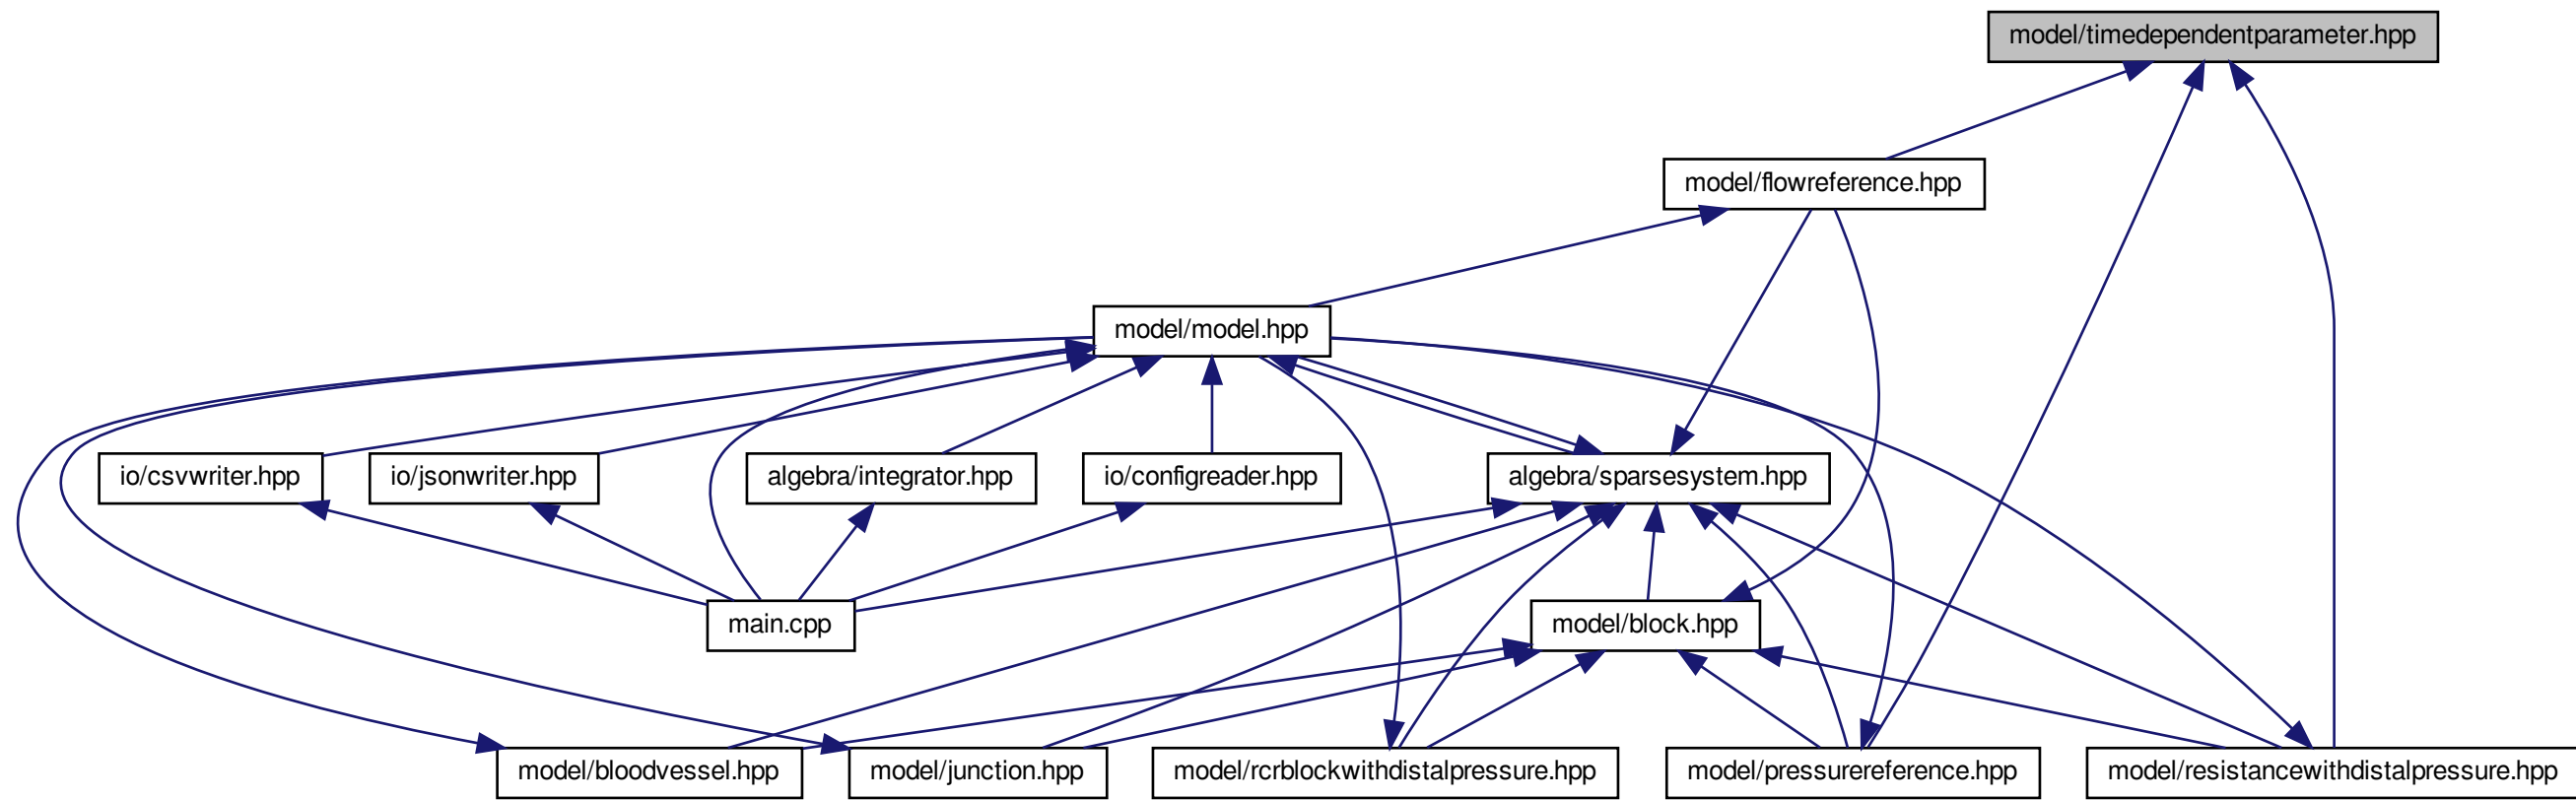 model/timedependentparameter.hpp
model/flowreference.hpp
model/model.hpp
io/csvwriter.hpp
io/jsonwriter.hpp
algebra/integrator.hpp
io/configreader.hpp
algebra/sparsesystem.hpp
main.cpp
model/block.hpp
model/bloodvessel.hpp
model/junction.hpp
model/rcrblockwithdistalpressure.hpp
model/pressurereference.hpp
model/resistancewithdistalpressure.hpp